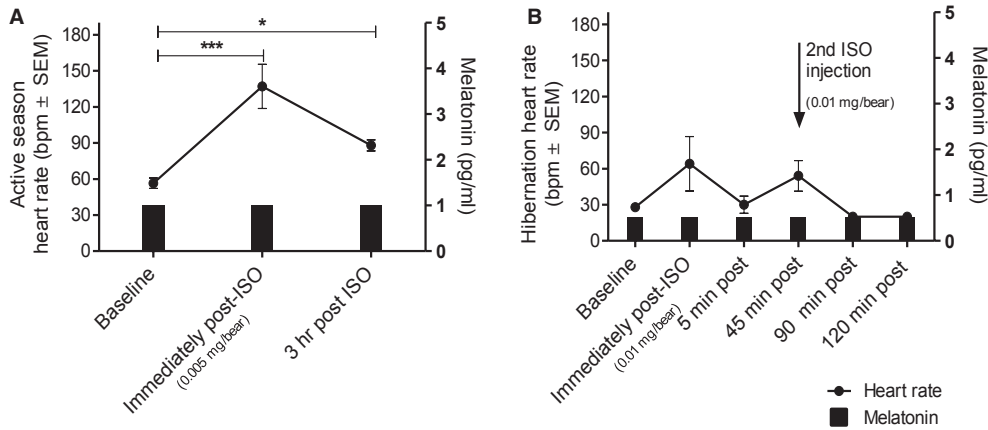 A
Active season
heart rate (bpm ± SEM)
180
150
120
90
60
30
0
*
***
5
4
3
2
1
0
Melatonin (pg/ml)
Baseline
Immediately post-ISO
(0.005 mg/bear)
3 hr post ISO
B
Hibernation heart rate
(bpm ± SEM)
180
150
120
90
60
30
0
2nd ISO
injection
(0.01 mg/bear)
5
4
3
2
1
0
Melatonin (pg/ml)
Baseline
Immediately post-ISO
(0.01 mg/bear)
5 min post
45 min post
90 min post
120 min post
Heart rate
Melatonin